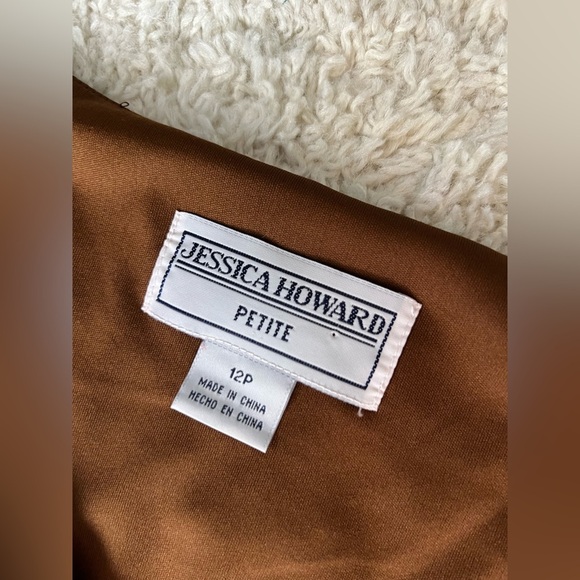 JESSICA HOWARD
PETITE
12P
MADE IN CHINA
HECHO EN CHINA